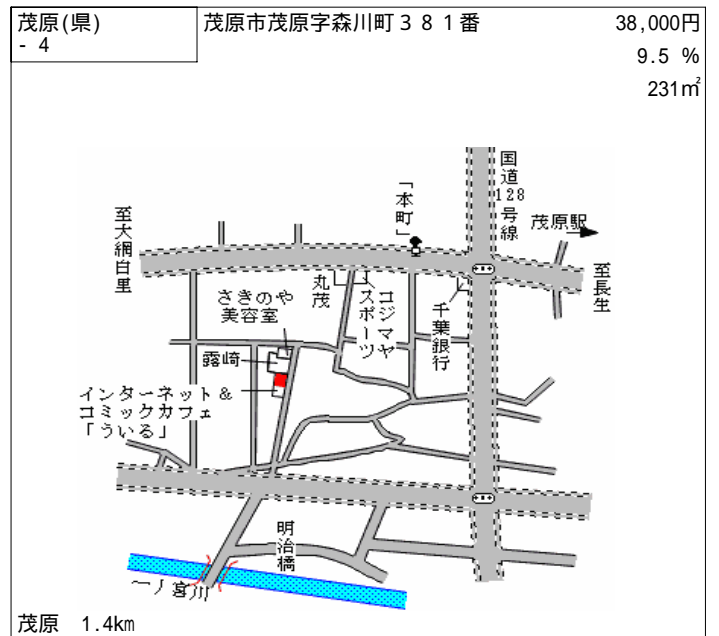 茂原(県)
- 4
茂原市茂原字森川町３８１番
38,000円
9.5 %
231㎡
国道128号線
「本町」
茂原駅
至大網白里
至長生
丸茂
コジマヤ
スポーツ
千葉銀行
さきのや
美容室
露崎
インターネット＆
コミックカフェ
「ういる」
明治橋
一ノ宮川
茂原　1.4km